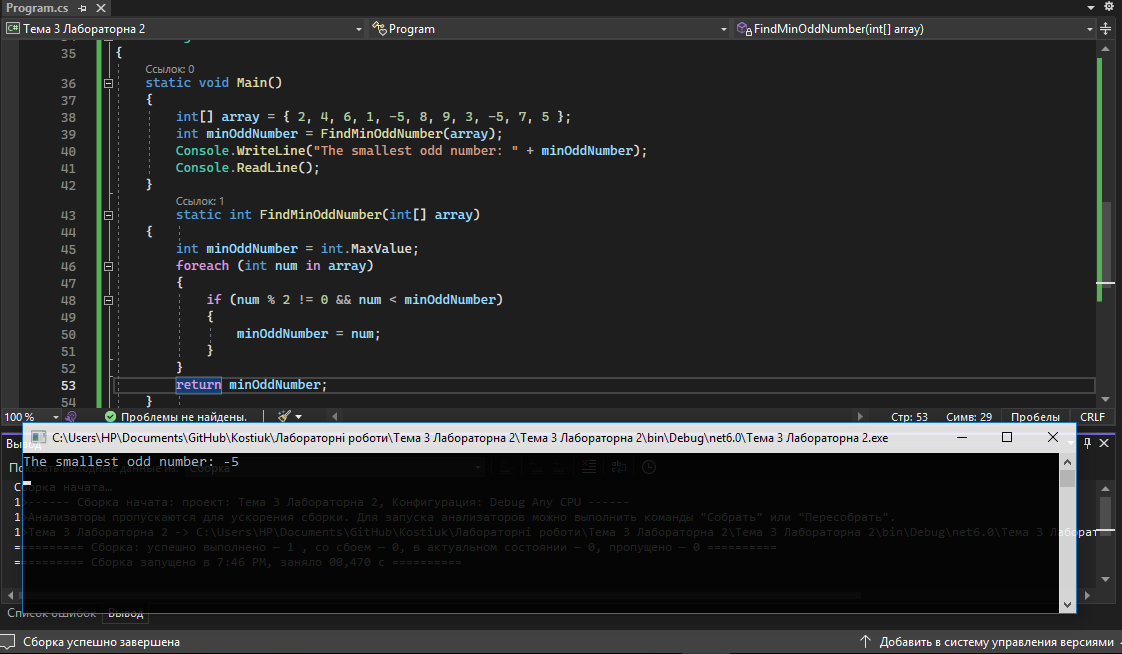 Program.cs
Тема 3 Лабораторна 2
Program
FindMinOddNumber(int[] array)
35 {
Ссылок: 0
36 static void Main()
37 {
38 int[] array = { 2, 4, 6, 1, -5, 8, 9, 3, -5, 7, 5 };
39 int minOddNumber = FindMinOddNumber(array);
40 Console.WriteLine("The smallest odd number: " + minOddNumber);
41 Console.ReadLine();
42 }
Ссылок: 1
43 static int FindMinOddNumber(int[] array)
44 {
45 int minOddNumber = int.MaxValue;
46 foreach (int num in array)
47 {
48 if (num % 2 != 0 && num < minOddNumber)
49 {
50 minOddNumber = num;
51 }
52 }
53 return minOddNumber;
54 }
100 % Проблемы не найдены. Стр: 53 Симв: 29 Пробелы CRLF
C:\Users\HP\Documents\GitHub\Kostiuk\Лабораторні роботи\Тема 3 Лабораторна 2\Тема 3 Лабораторна 2\bin\Debug\net6.0\Тема 3 Лабораторна 2.exe
The smallest odd number: -5
Показать выходные данные из: Сборка
Сборка начата…
1>------ Сборка начата: проект: Тема 3 Лабораторна 2, Конфигурация: Debug Any CPU ------
1>Анализаторы пропускаются для ускорения сборки. Для запуска анализаторов можно выполнить команды "Собрать" или "Пересобрать".
1>Тема 3 Лабораторна 2 -> C:\Users\HP\Documents\GitHub\Kostiuk\Лабораторні роботи\Тема 3 Лабораторна 2\Тема 3 Лабораторна 2\bin\Debug\net6.0\Тема 3 Лаборат
========== Сборка: успешно выполнено — 1 , со сбоем — 0, в актуальном состоянии — 0, пропущено — 0 ==========
========== Сборка запущено в 7:46 PM, заняло 00,470 с ==========
Список ошибок Вывод
Сборка успешно завершена
Добавить в систему управления версиями